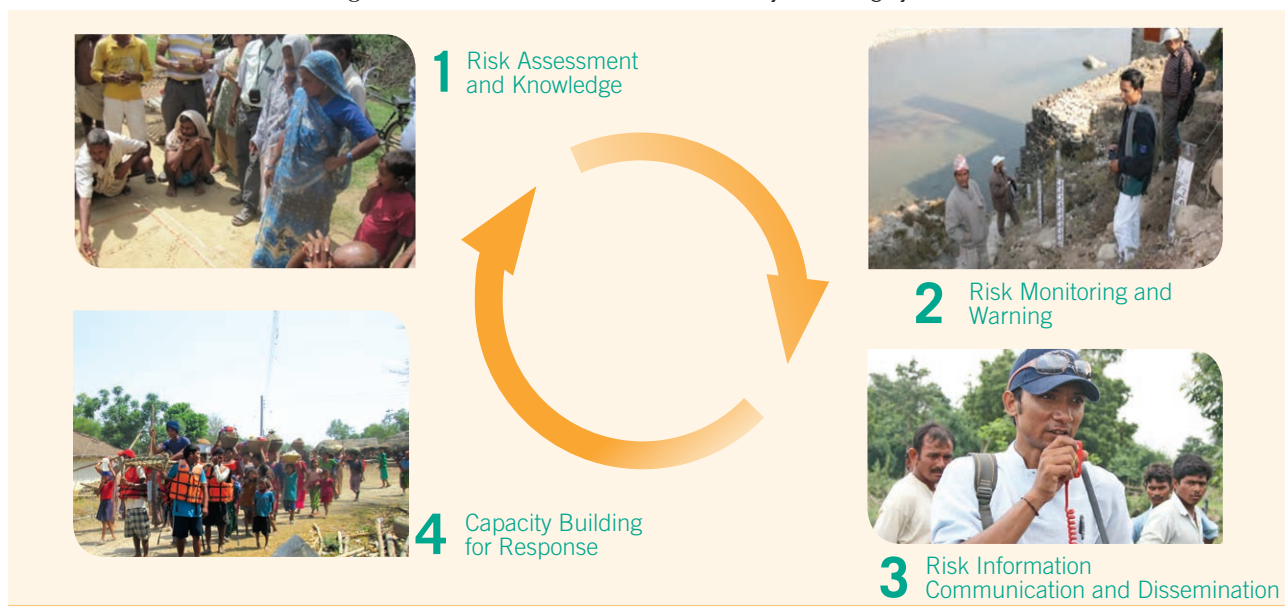 1 Risk Assessment
and Knowledge
2 Risk Monitoring and
Warning
3 Risk Information
Communication and Dissemination
4 Capacity Building
for Response